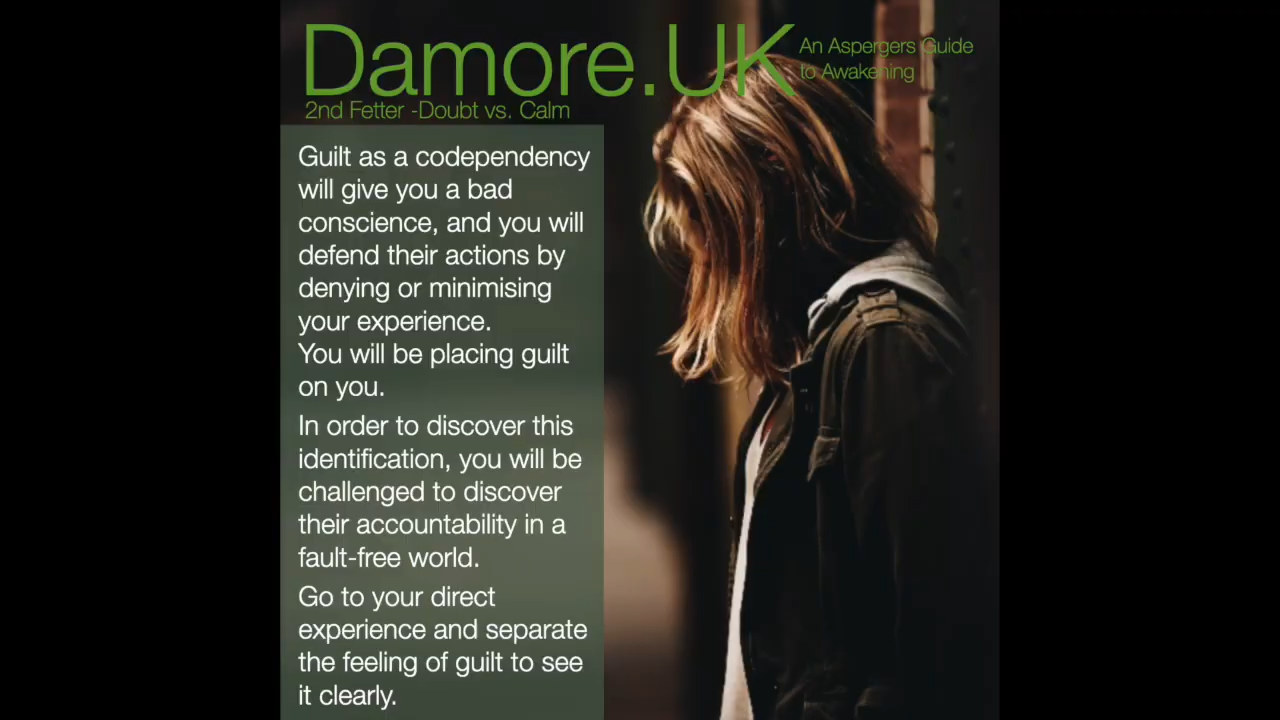 Damore.UK
An Aspergers Guide
to Awakening
2nd Fetter -Doubt vs. Calm
Guilt as a codependency
will give you a bad
conscience, and you will
defend their actions by
denying or minimising
your experience.
You will be placing guilt
on you.
In order to discover this
identification, you will be
challenged to discover
their accountability in a
fault-free world.
Go to your direct
experience and separate
the feeling of guilt to see
it clearly.